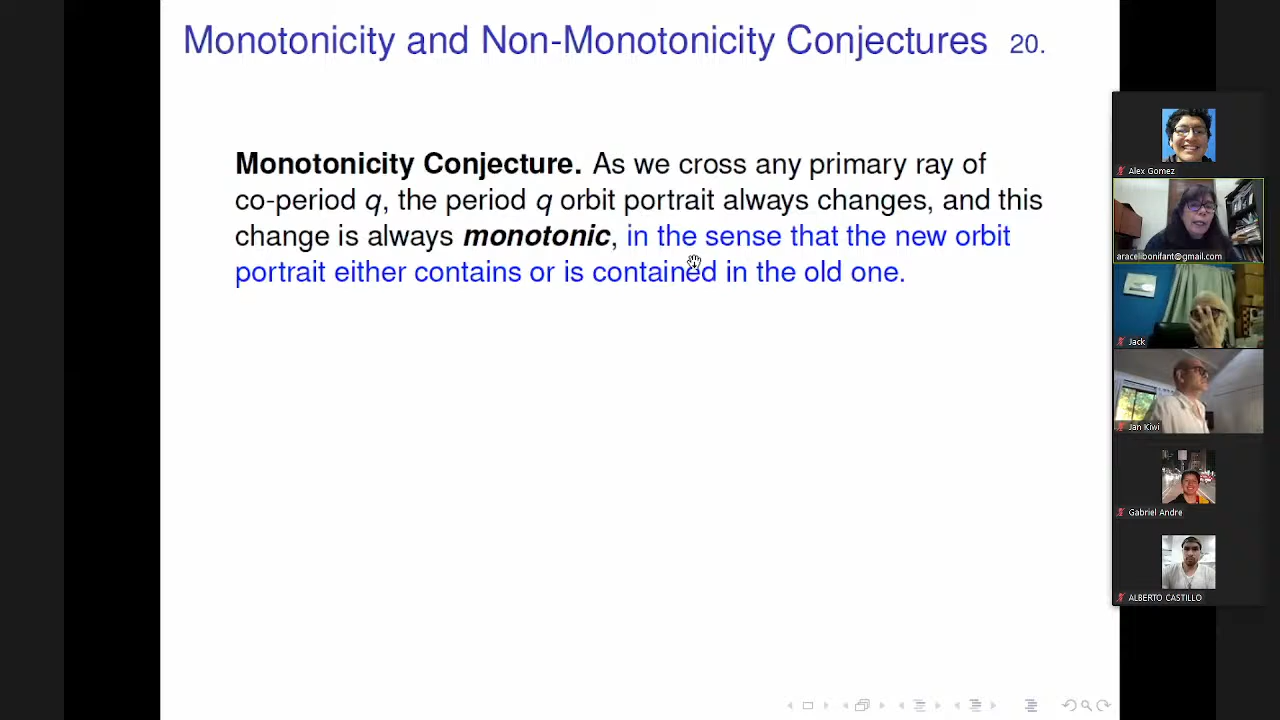 Monotonicity and Non-Monotonicity Conjectures 20.
Monotonicity Conjecture. As we cross any primary ray of
co-period q, the period q orbit portrait always changes, and this
change is always monotonic, in the sense that the new orbit
portrait either contains or is contained in the old one.
Alex Gomez
aracelibonifant@gmail.com
Jack
Jan Kiwi
Gabriel Andre
ALBERTO CASTILLO